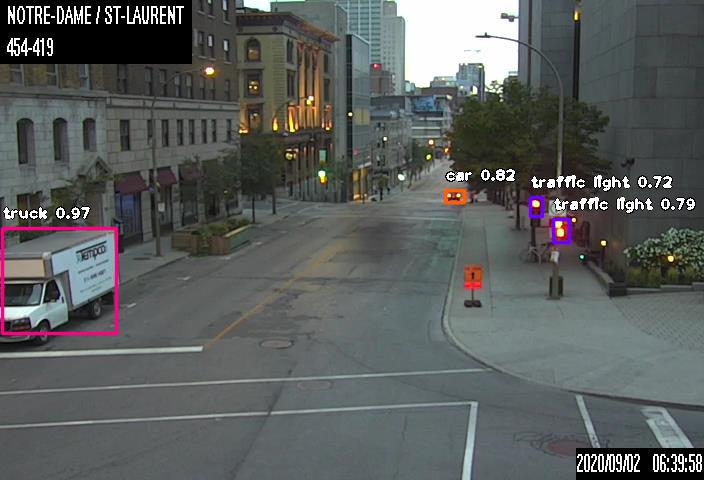 NOTRE-DAME / ST-LAURENT
454-419
car 0.82
traffic light 0.72
traffic light 0.79
truck 0.97
TEMPCO
2020/09/02 06:39:58